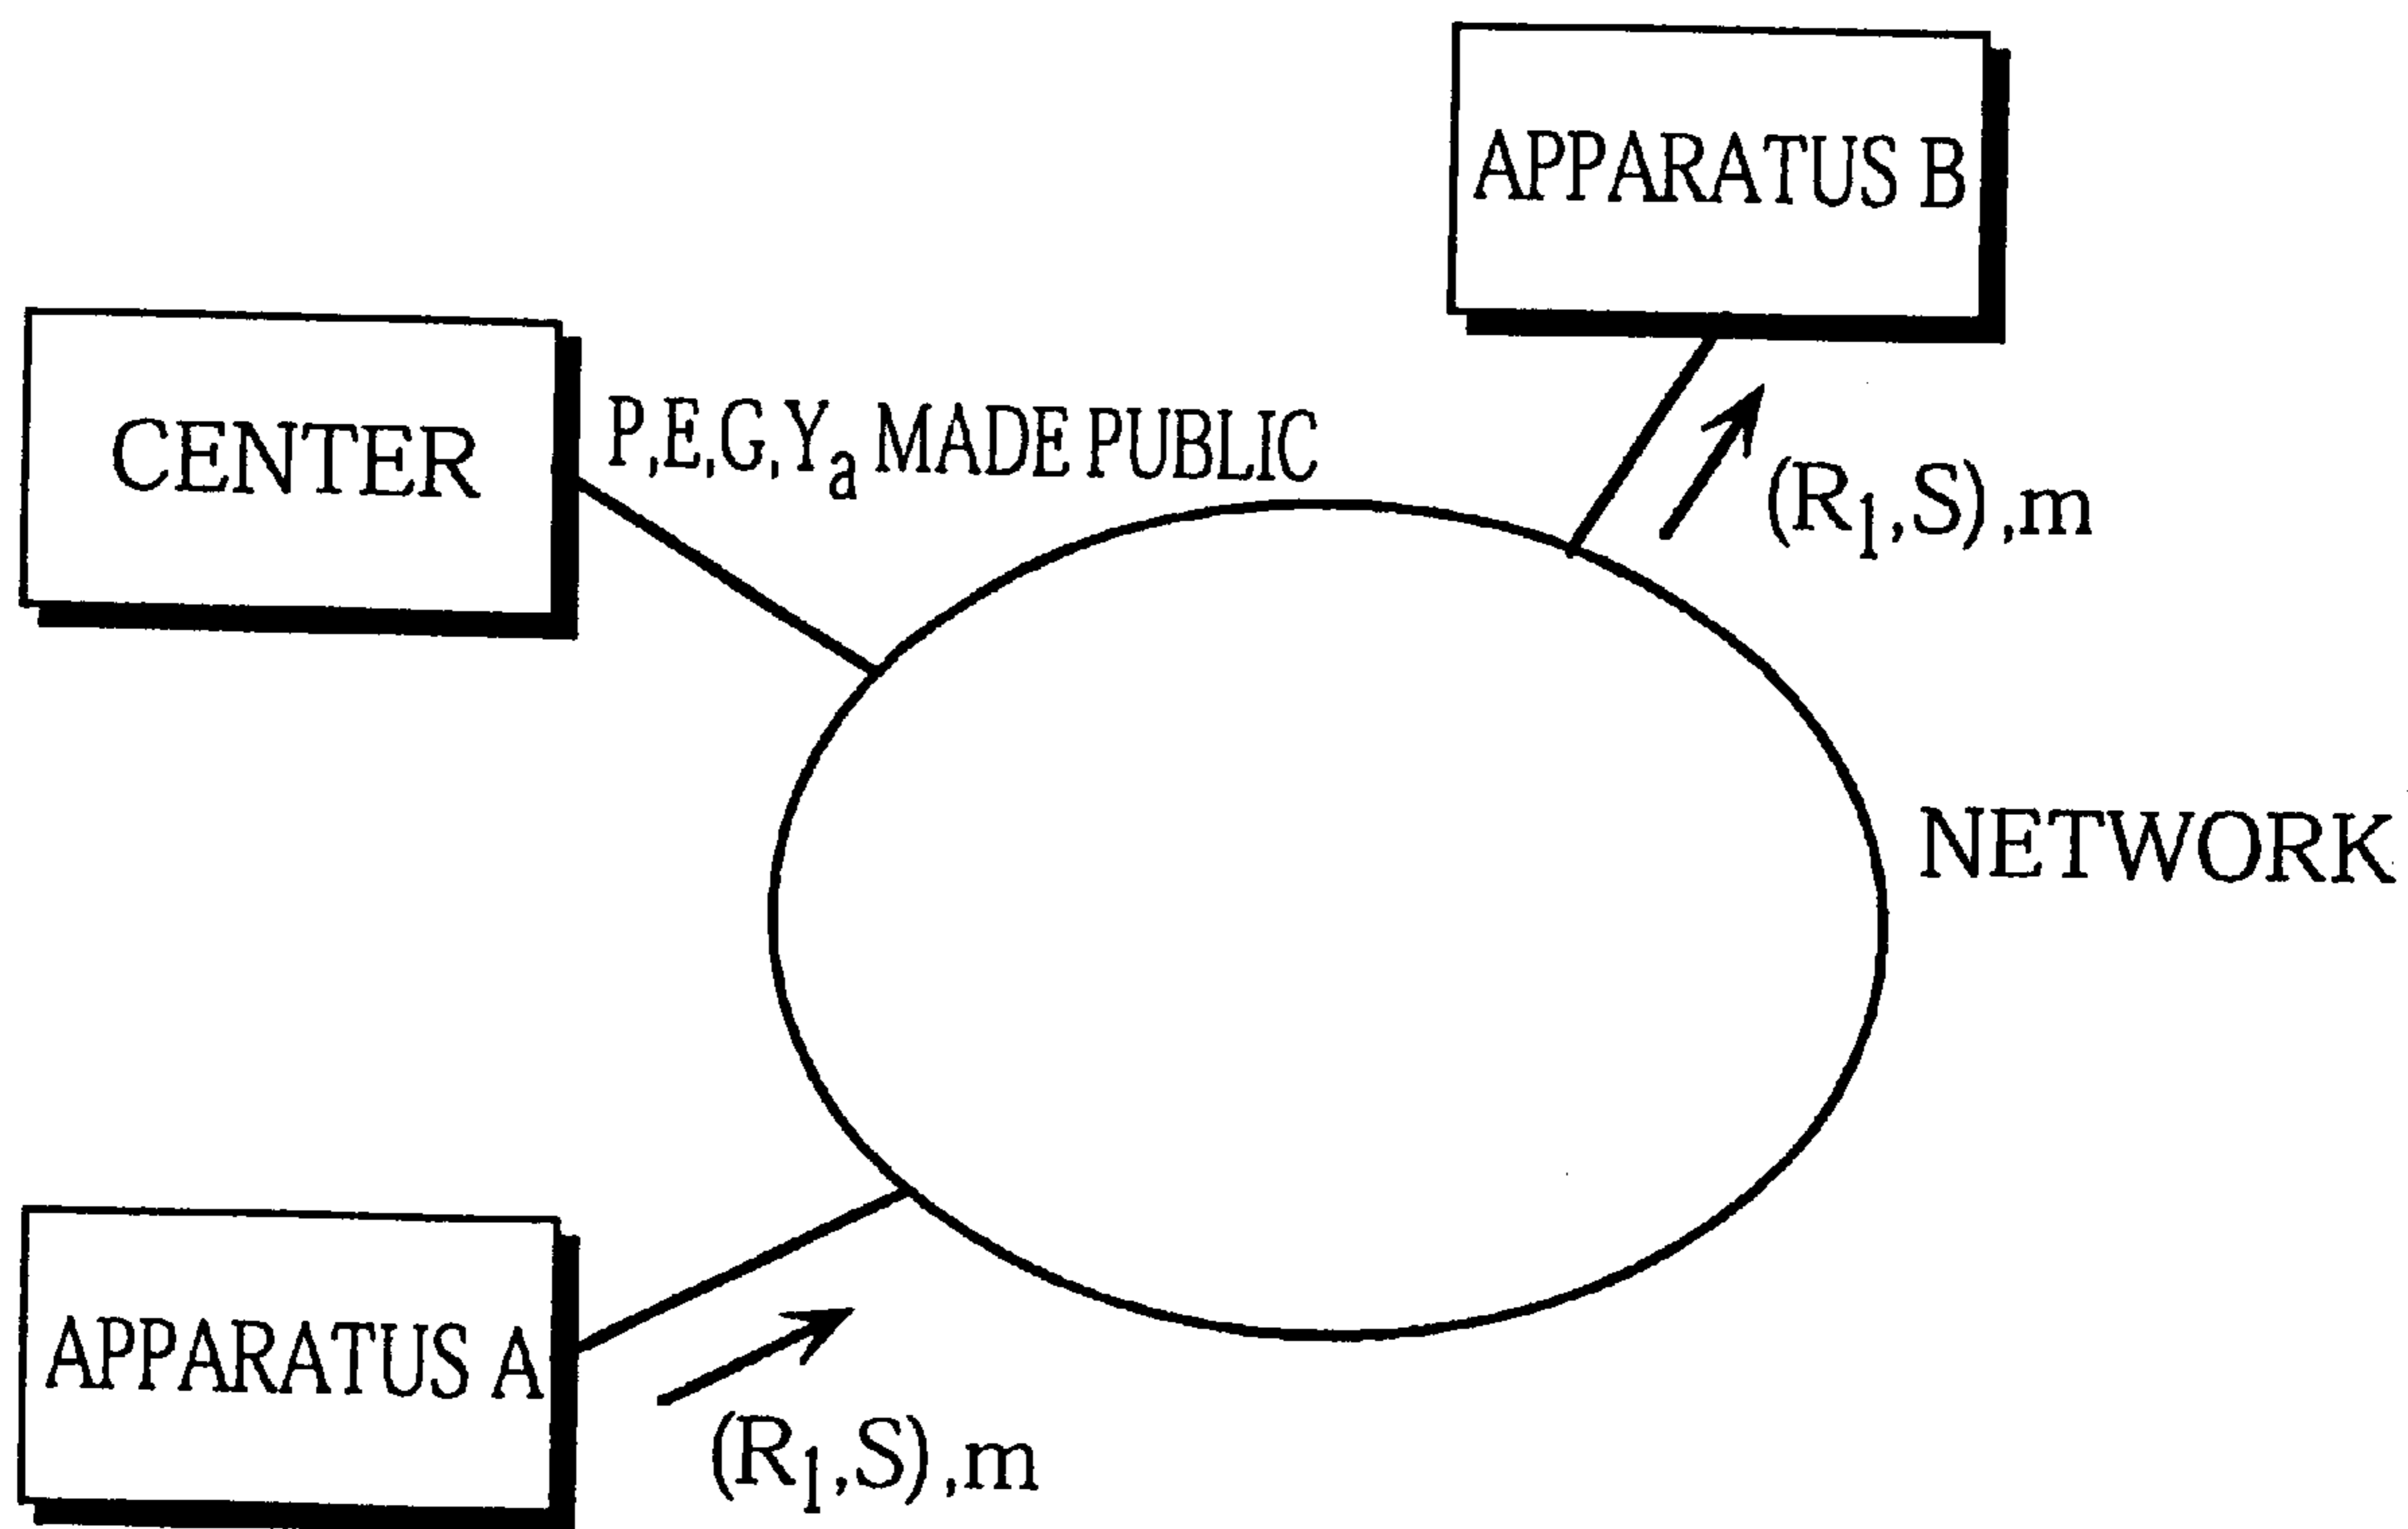 APPARATUS B
CENTER
P,E,G,Yₐ MADE PUBLIC
(R₁,S),m
NETWORK
APPARATUS A
(R₁,S),m